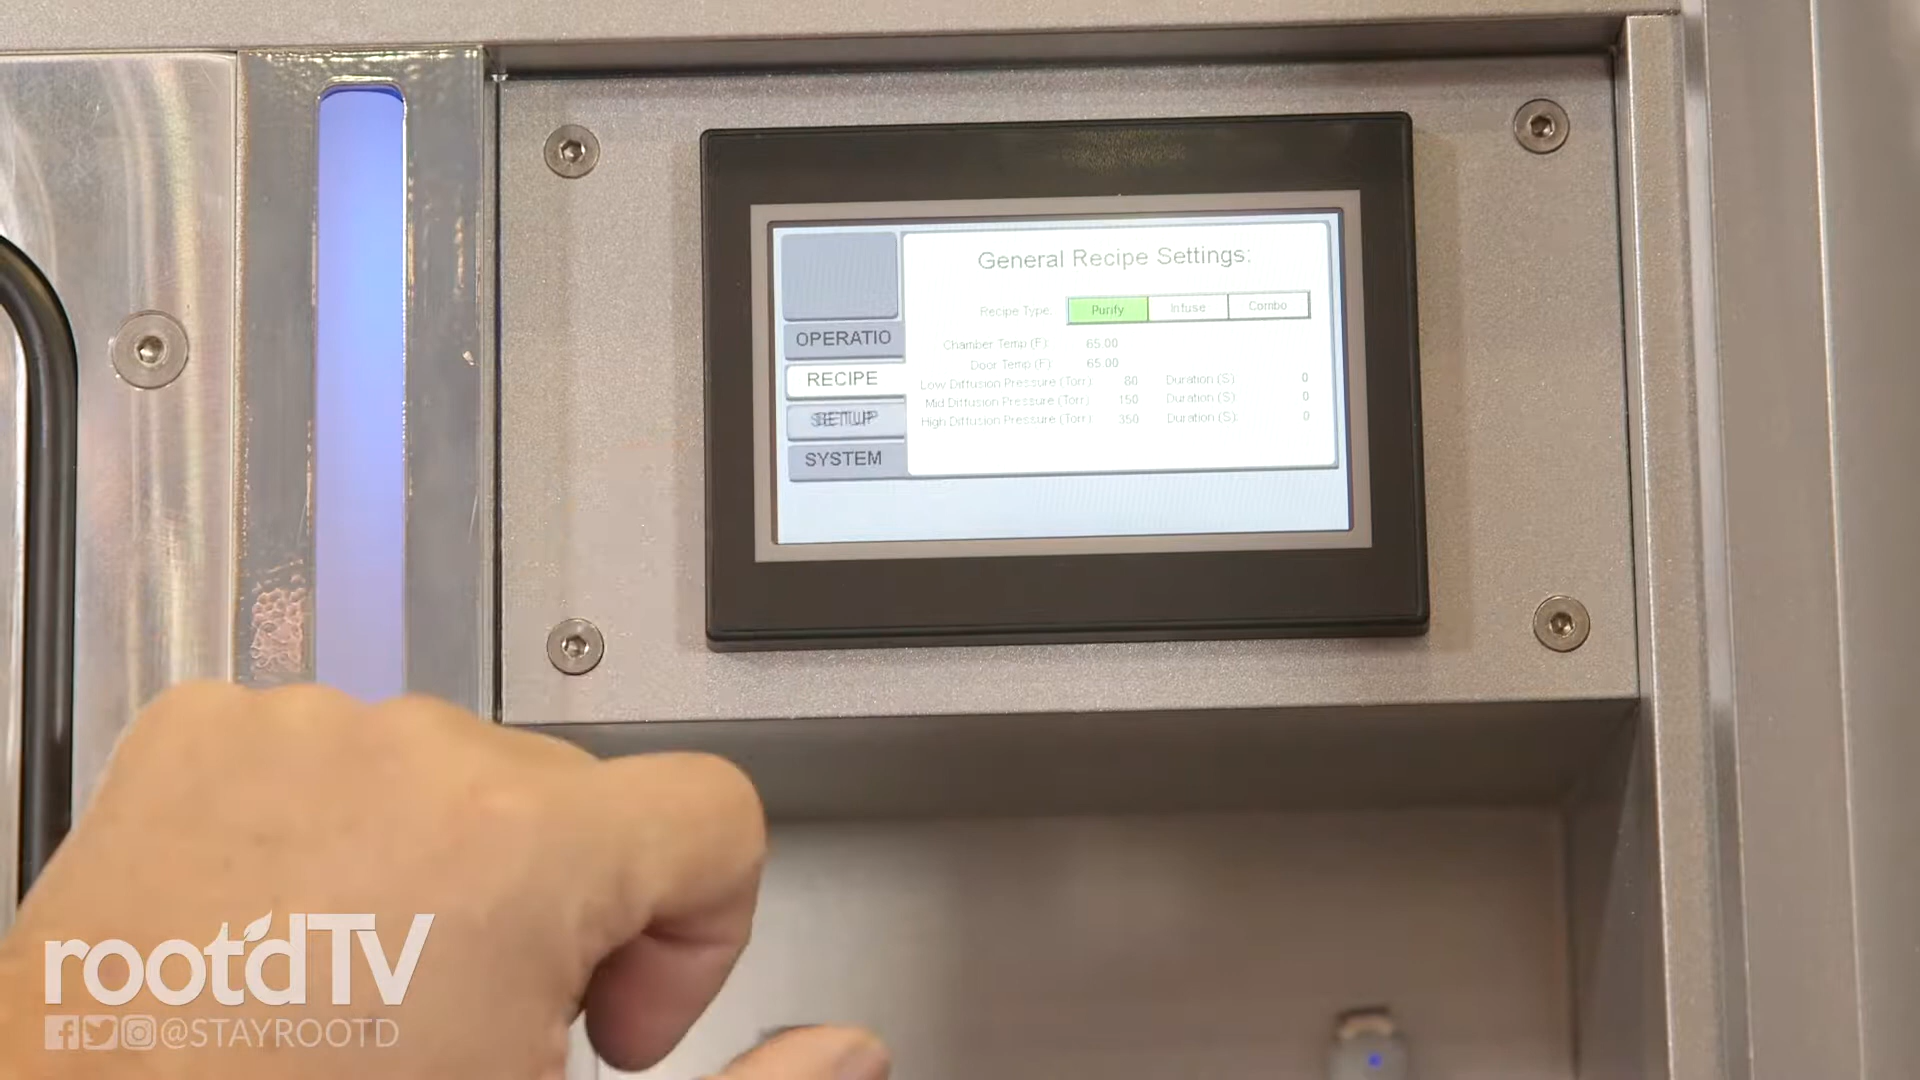 General Recipe Settings:
Recipe Type: Purify Infuse Combo
OPERATIO
RECIPE
SETUP
SYSTEM
Chamber Temp (F): 65.00
Door Temp (F): 65.00
Low Diffusion Pressure (Torr): 80 Duration (S): 0
Mid Diffusion Pressure (Torr): 150 Duration (S): 0
High Diffusion Pressure (Torr): 350 Duration (S): 0
root'dTV
@STAYROOTD